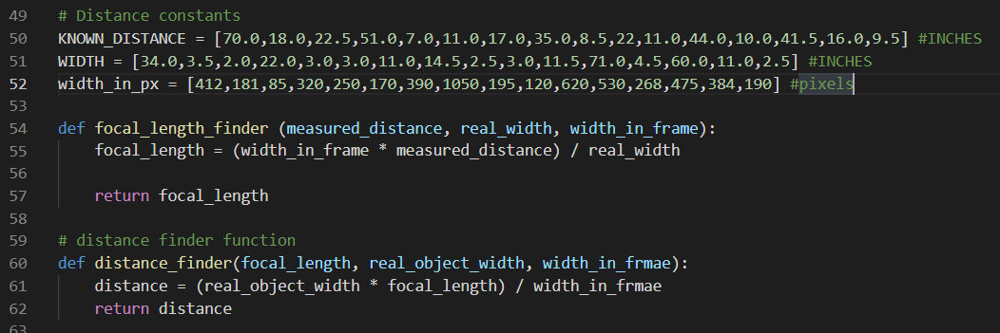 49 # Distance constants
50 KNOWN_DISTANCE = [70.0,18.0,22.5,51.0,7.0,11.0,17.0,35.0,8.5,22,11.0,44.0,10.0,41.5,16.0,9.5] #INCHES
51 WIDTH = [34.0,3.5,2.0,22.0,3.0,3.0,11.0,14.5,2.5,3.0,11.5,71.0,4.5,60.0,11.0,2.5] #INCHES
52 width_in_px = [412,181,85,320,250,170,390,1050,195,120,620,530,268,475,384,190] #pixels
53
54 def focal_length_finder (measured_distance, real_width, width_in_frame):
55     focal_length = (width_in_frame * measured_distance) / real_width
56
57     return focal_length
58
59 # distance finder function
60 def distance_finder(focal_length, real_object_width, width_in_frmae):
61     distance = (real_object_width * focal_length) / width_in_frmae
62     return distance
63